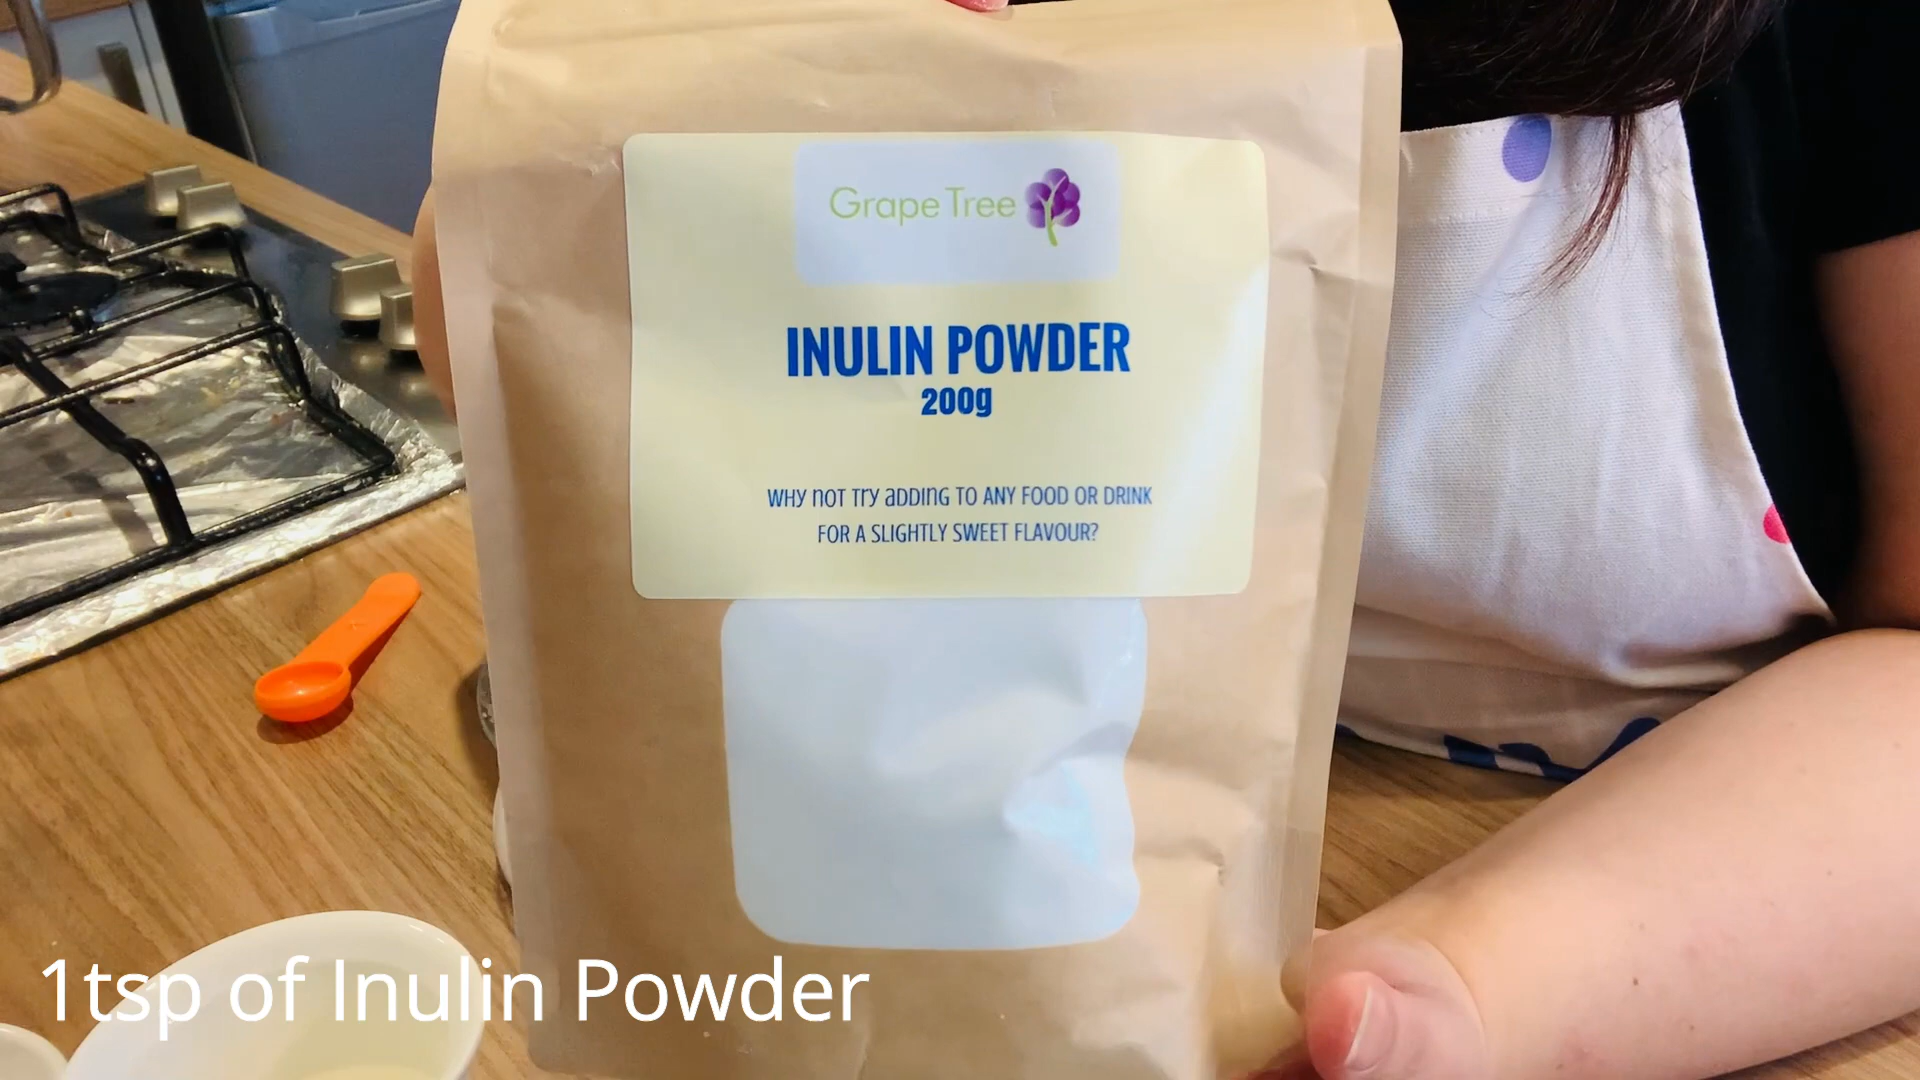 Grape Tree
INULIN POWDER
200g
WHY NOT TRY ADDING TO ANY FOOD OR DRINK
FOR A SLIGHTLY SWEET FLAVOUR?
1tsp of Inulin Powder